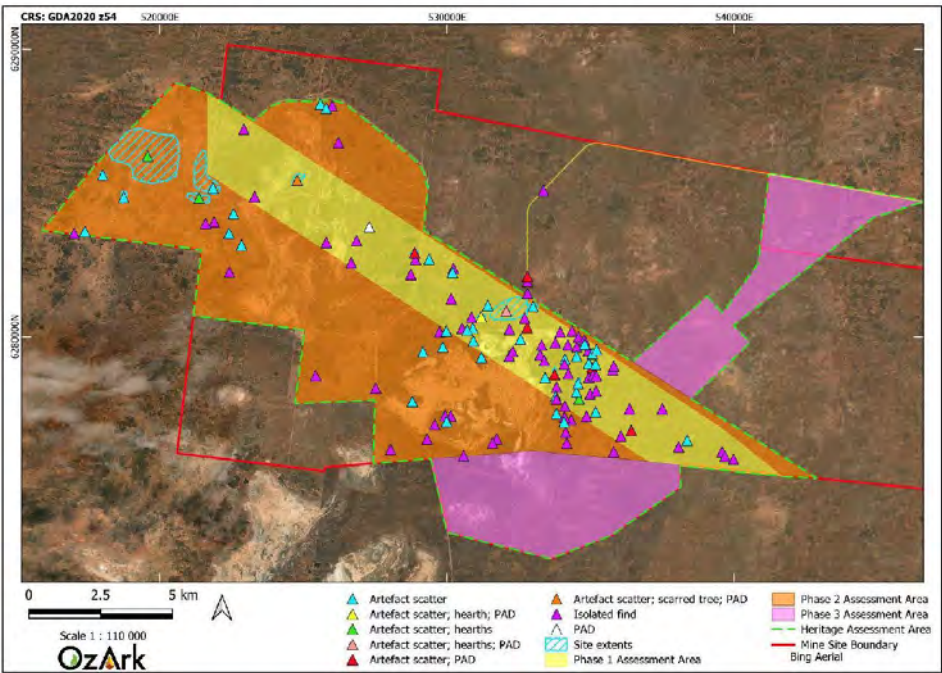 CRS: GDA2020 z54
520000E
530000E
540000E
6290000N
6280000N
0 2.5 5 km
Scale 1 : 110 000
OzArk
Artefact scatter
Artefact scatter; hearth; PAD
Artefact scatter; hearths
Artefact scatter; hearths; PAD
Artefact scatter; PAD
Artefact scatter; scarred tree; PAD
Isolated find
PAD
Site extents
Phase 1 Assessment Area
Phase 2 Assessment Area
Phase 3 Assessment Area
Heritage Assessment Area
Mine Site Boundary
Bing Aerial